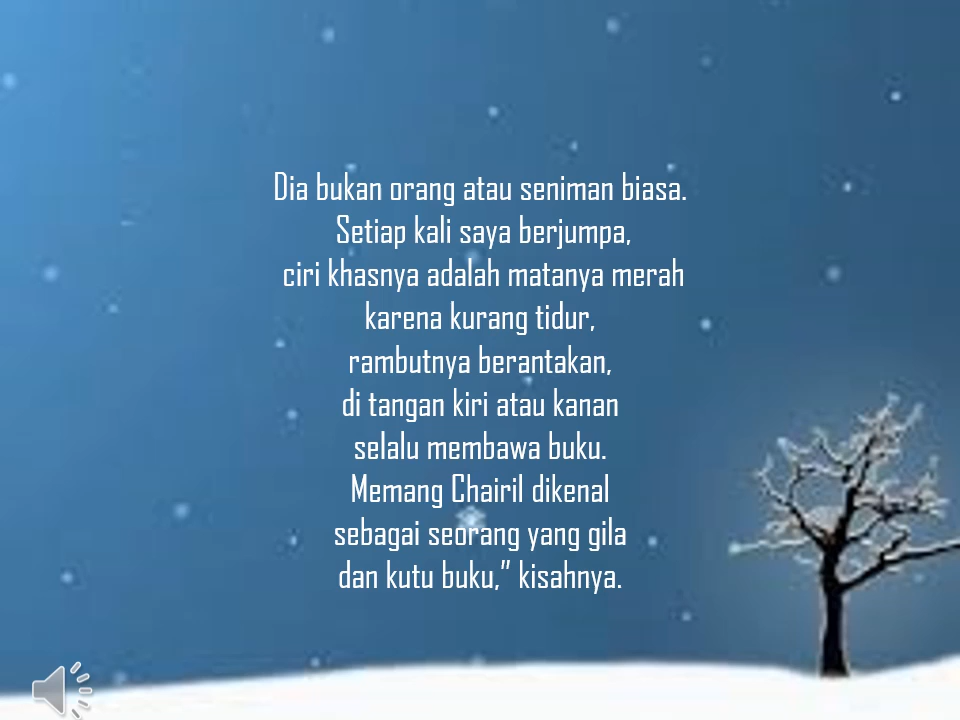 Dia bukan orang atau seniman biasa.
Setiap kali saya berjumpa,
ciri khasnya adalah matanya merah
karena kurang tidur,
rambutnya berantakan,
di tangan kiri atau kanan
selalu membawa buku.
Memang Chairil dikenal
sebagai seorang yang gila
dan kutu buku,” kisahnya.